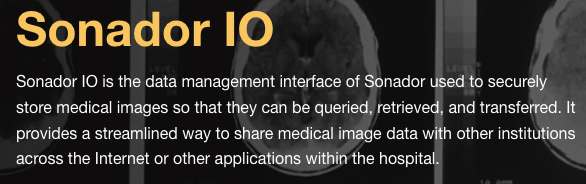 Sonador IO
Sonador IO is the data management interface of Sonador used to securely
store medical images so that they can be queried, retrieved, and transferred. It
provides a streamlined way to share medical image data with other institutions
across the Internet or other applications within the hospital.